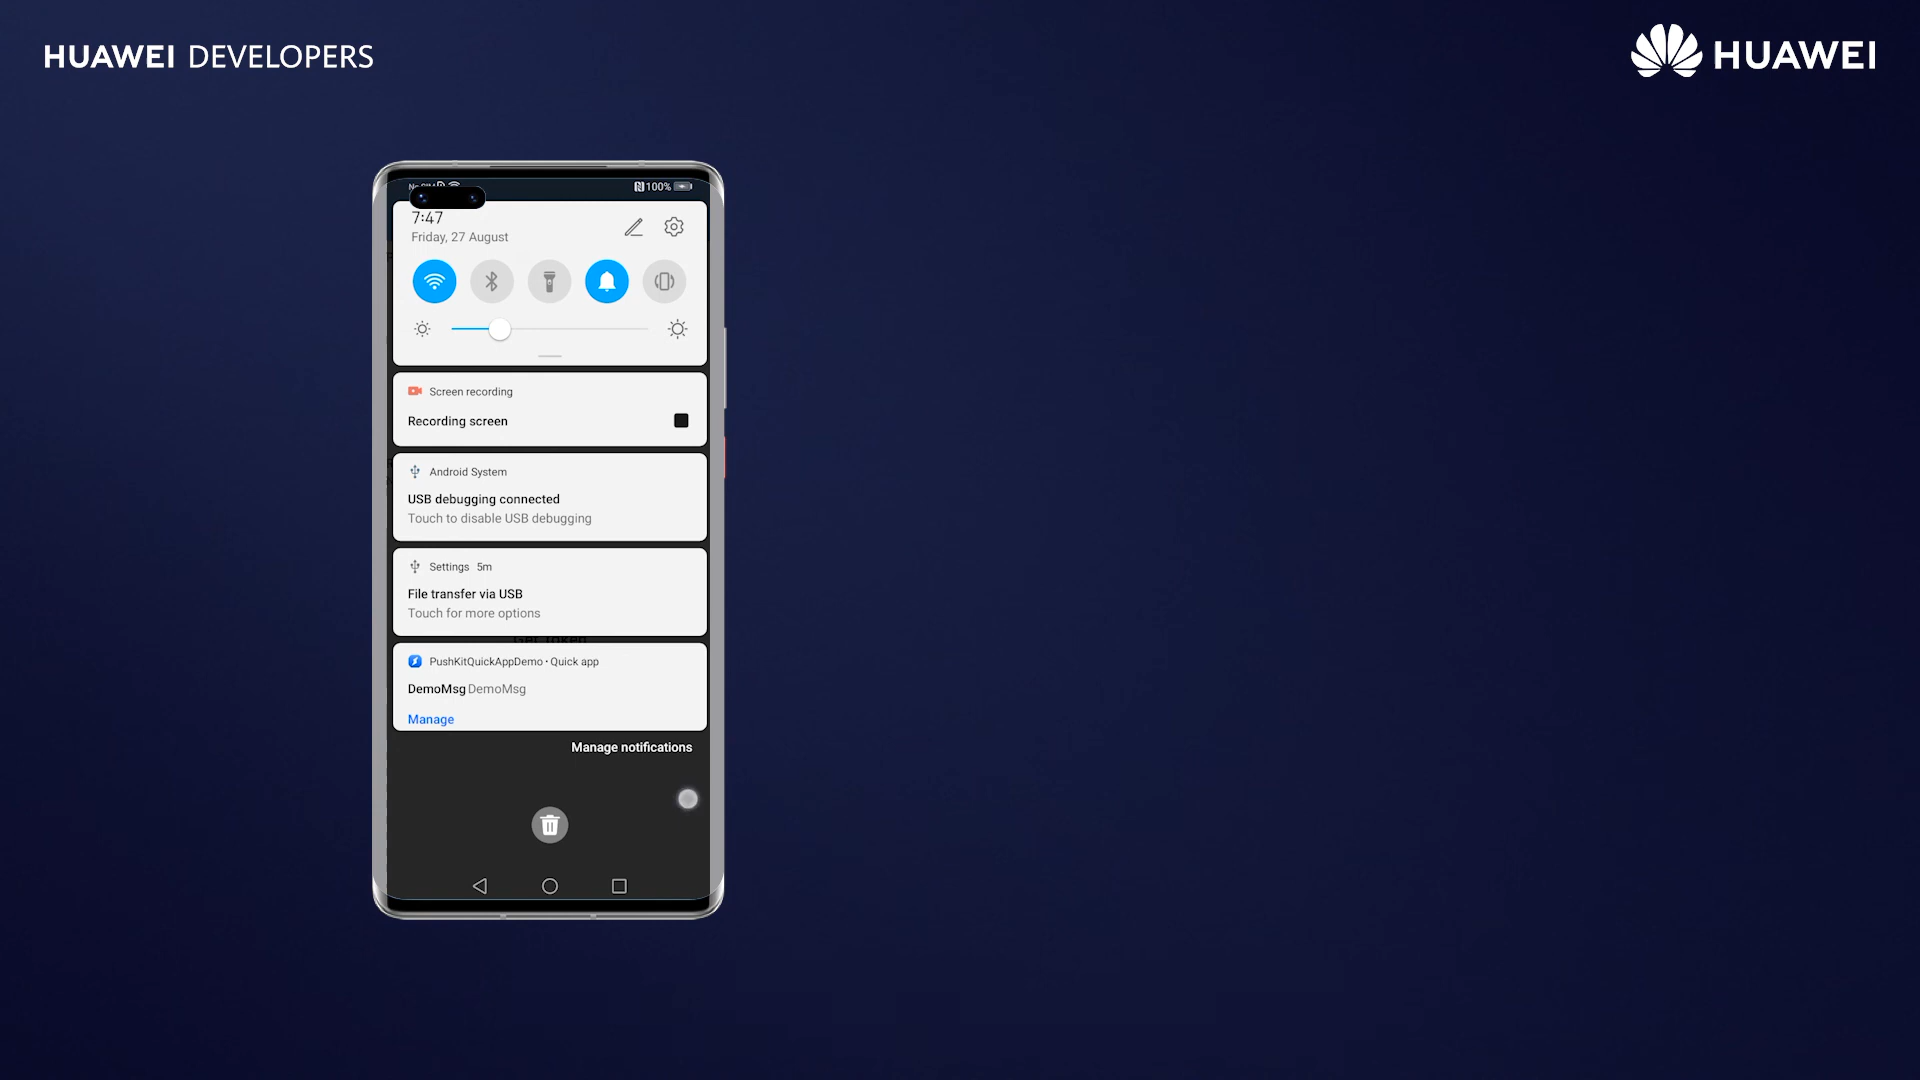 HUAWEI DEVELOPERS
HUAWEI
100%
7:47
Friday, 27 August
Screen recording
Recording screen
Android System
USB debugging connected
Touch to disable USB debugging
Settings 5m
File transfer via USB
Touch for more options
PushKitQuickAppDemo • Quick app
DemoMsg DemoMsg
Manage
Manage notifications